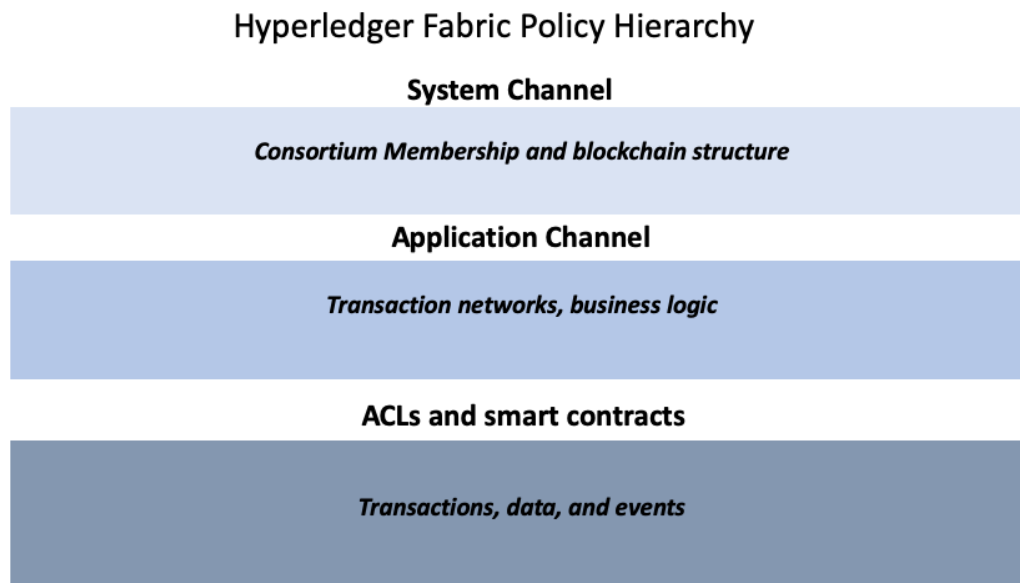 Hyperledger Fabric Policy Hierarchy
System Channel
Consortium Membership and blockchain structure
Application Channel
Transaction networks, business logic
ACLs and smart contracts
Transactions, data, and events